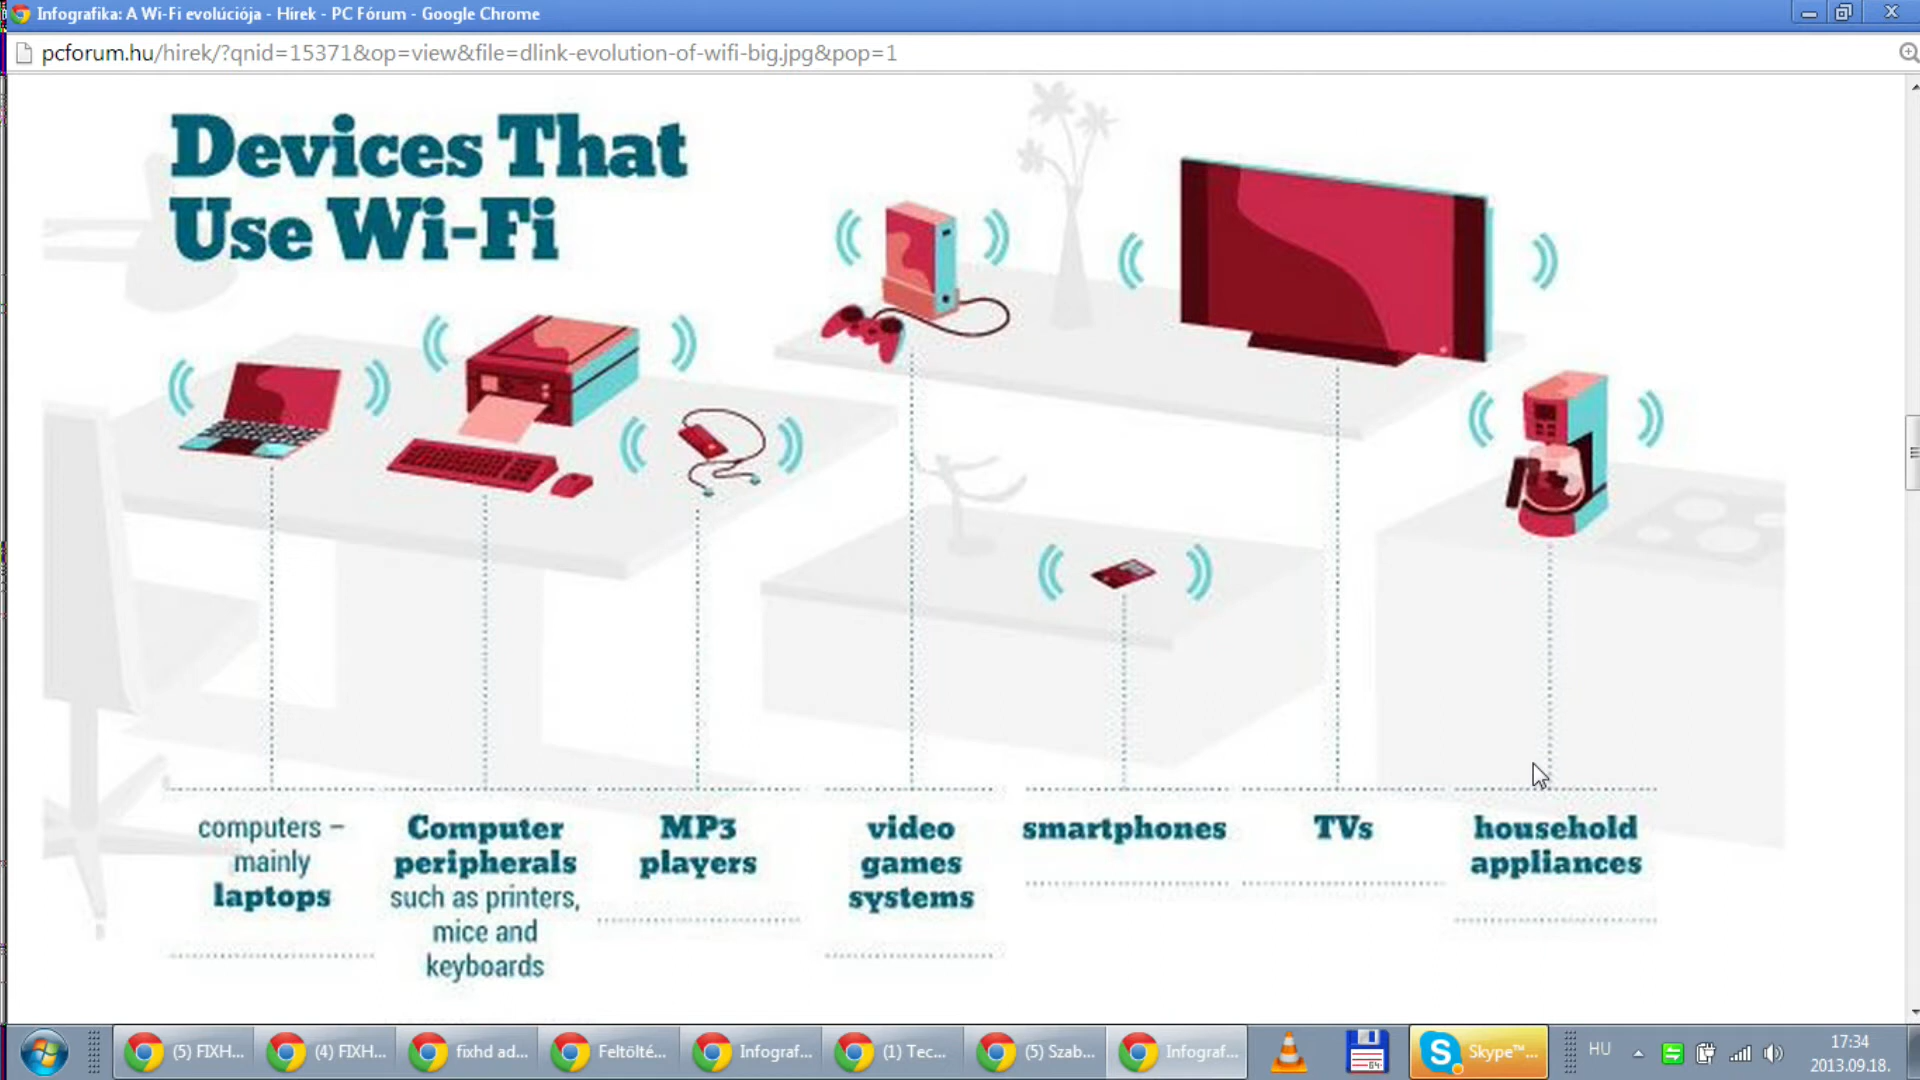 Infografika: A Wi-Fi evolúciója - Hírek - PC Fórum - Google Chrome
pcforum.hu/hirek/?qnid=15371&op=view&file=dlink-evolution-of-wifi-big.jpg&pop=1
Devices That
Use Wi-Fi
computers –
mainly
laptops
Computer
peripherals
such as printers,
mice and
keyboards
MP3
players
video
games
systems
smartphones
TVs
household
appliances
(5) FIXH...
(4) FIXH...
fixhd ad...
Feltölté...
Infograf...
(1) Tec...
(5) Szab...
Infograf...
64
Skype™...
HU
17:34
2013.09.18.